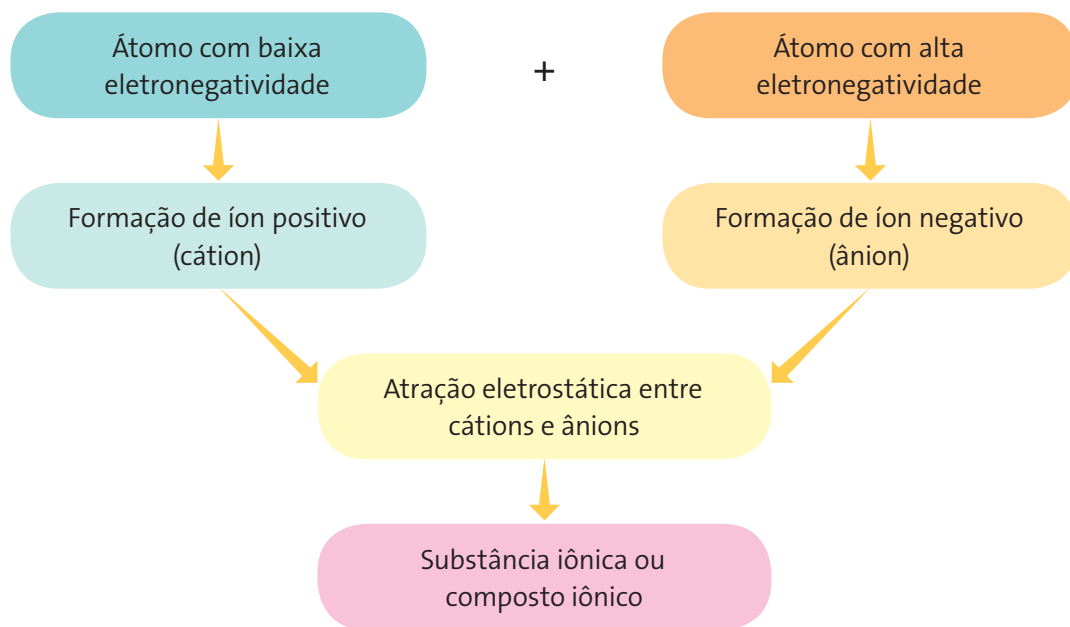 Átomo com baixa
eletronegatividade
+
Átomo com alta
eletronegatividade
Formação de íon positivo
(cátion)
Formação de íon negativo
(ânion)
Atração eletrostática entre
cátions e ânions
Substância iônica ou
composto iônico